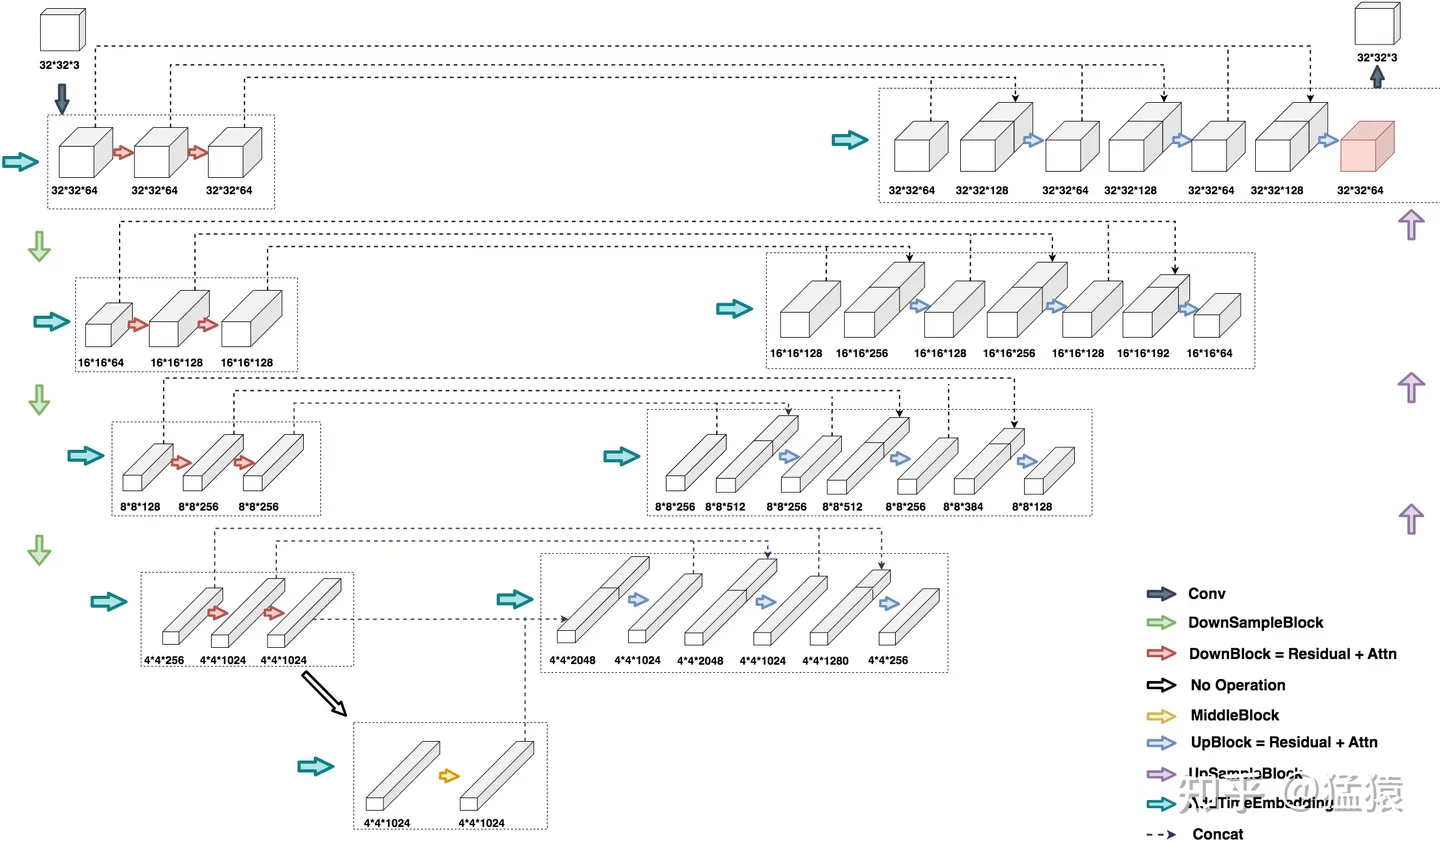 32*32*3
32*32*3
32*32*64 32*32*64 32*32*64
32*32*64 32*32*128 32*32*64 32*32*128 32*32*64 32*32*128 32*32*64
16*16*64 16*16*128 16*16*128
16*16*128 16*16*256 16*16*128 16*16*256 16*16*128 16*16*192 16*16*64
8*8*128 8*8*256 8*8*256
8*8*256 8*8*512 8*8*256 8*8*512 8*8*256 8*8*384 8*8*128
4*4*256 4*4*1024 4*4*1024
4*4*2048 4*4*1024 4*4*2048 4*4*1024 4*4*1280 4*4*256
4*4*1024 4*4*1024
Conv
DownSampleBlock
DownBlock = Residual + Attn
No Operation
MiddleBlock
UpBlock = Residual + Attn
UpSampleBlock
AddTimeEmbedding
Concat
知乎 @猛猿